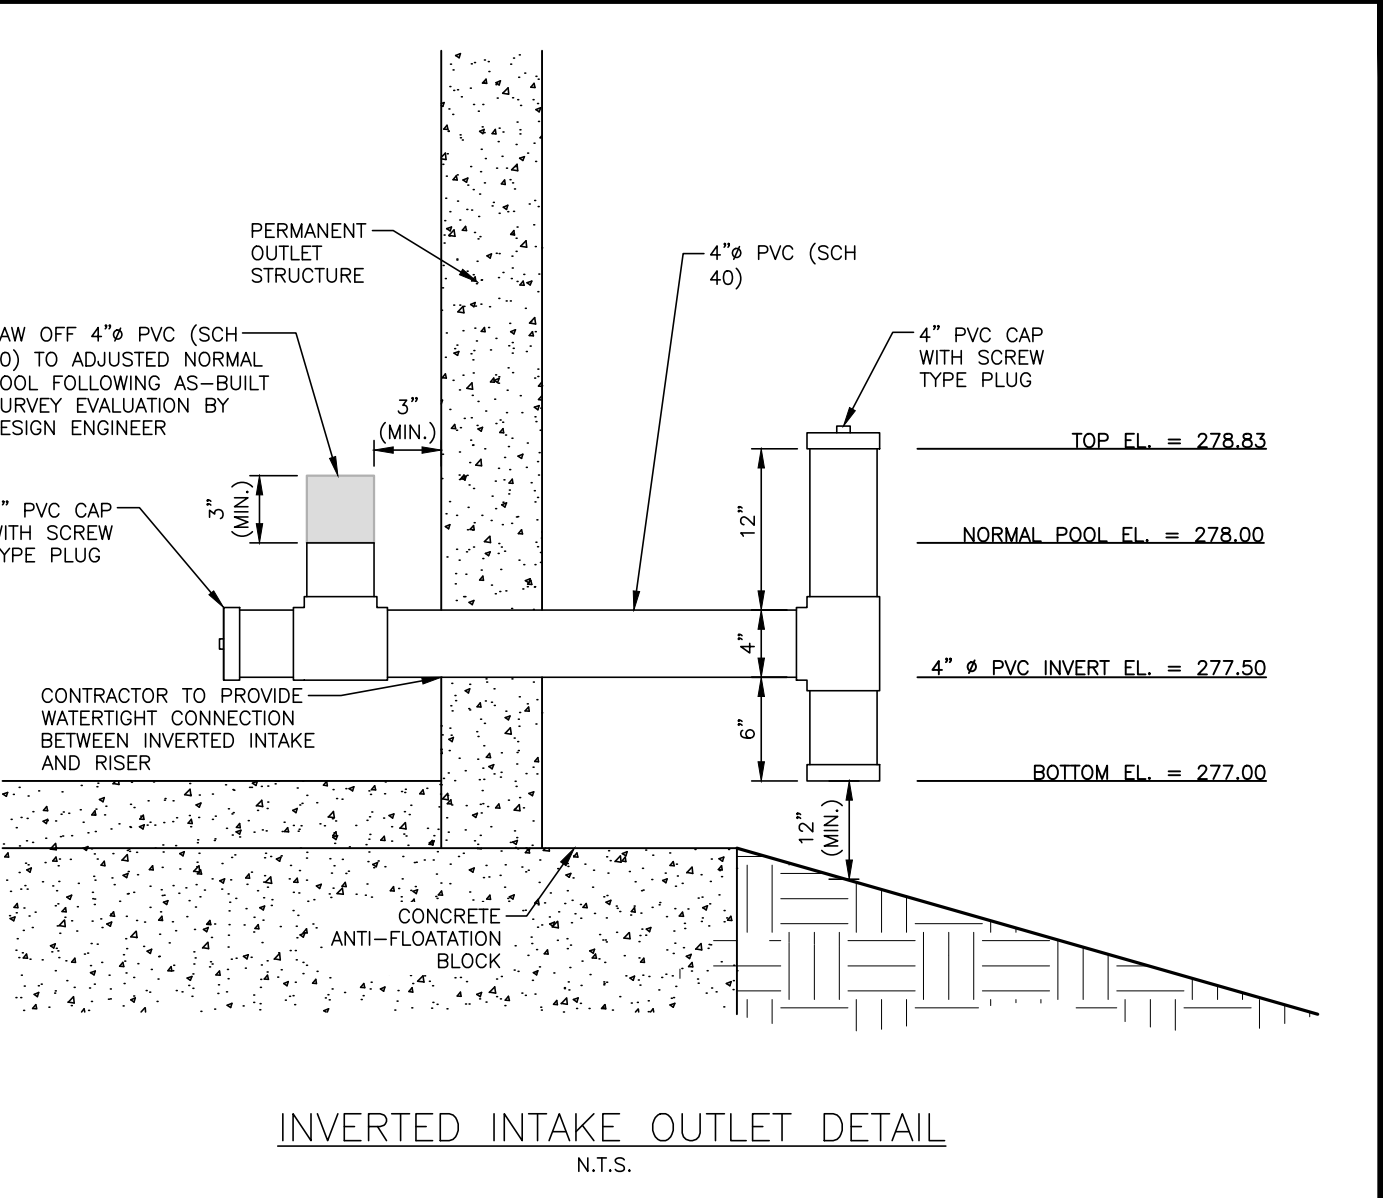 PERMANENT
OUTLET
STRUCTURE
4"ø PVC (SCH
40)
AW OFF 4"ø PVC (SCH
0) TO ADJUSTED NORMAL
OOL FOLLOWING AS-BUILT
URVEY EVALUATION BY
ESIGN ENGINEER
4" PVC CAP
WITH SCREW
TYPE PLUG
3"
(MIN.)
TOP EL. = 278.83
3"
(MIN.)
" PVC CAP
WITH SCREW
YPE PLUG
12"
NORMAL POOL EL. = 278.00
4"
4" ø PVC INVERT EL. = 277.50
CONTRACTOR TO PROVIDE
WATERTIGHT CONNECTION
BETWEEN INVERTED INTAKE
AND RISER
6"
BOTTOM EL. = 277.00
12"
(MIN.)
CONCRETE
ANTI-FLOATATION
BLOCK
INVERTED INTAKE OUTLET DETAIL
N.T.S.